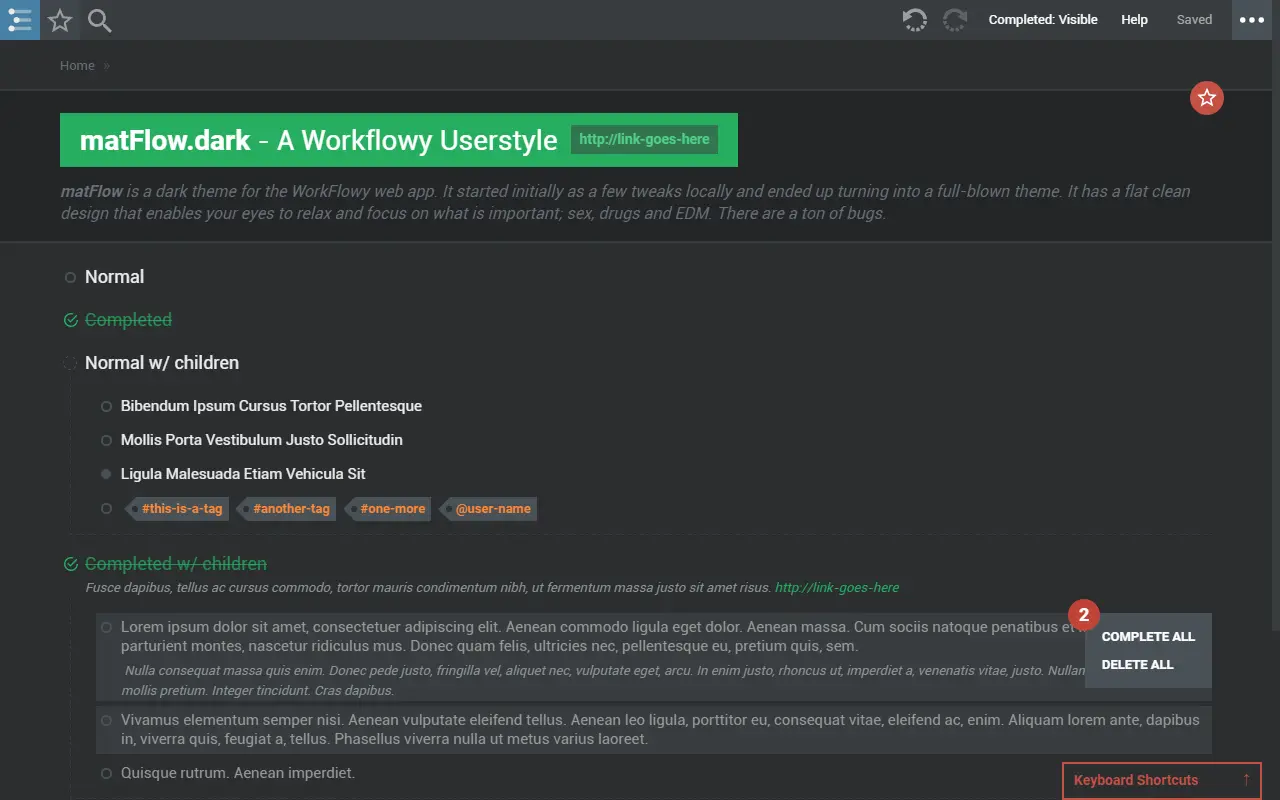 Completed: Visible Help Saved
Home »
matFlow.dark - A Workflowy Userstyle http://link-goes-here
matFlow is a dark theme for the WorkFlowy web app. It started initially as a few tweaks locally and ended up turning into a full-blown theme. It has a flat clean
design that enables your eyes to relax and focus on what is important; sex, drugs and EDM. There are a ton of bugs.
Normal
Completed
Normal w/ children
Bibendum Ipsum Cursus Tortor Pellentesque
Mollis Porta Vestibulum Justo Sollicitudin
Ligula Malesuada Etiam Vehicula Sit
#this-is-a-tag #another-tag #one-more @user-name
Completed w/ children
Fusce dapibus, tellus ac cursus commodo, tortor mauris condimentum nibh, ut fermentum massa justo sit amet risus. http://link-goes-here
Lorem ipsum dolor sit amet, consectetuer adipiscing elit. Aenean commodo ligula eget dolor. Aenean massa. Cum sociis natoque penatibus et
parturient montes, nascetur ridiculus mus. Donec quam felis, ultricies nec, pellentesque eu, pretium quis, sem.
Nulla consequat massa quis enim. Donec pede justo, fringilla vel, aliquet nec, vulputate eget, arcu. In enim justo, rhoncus ut, imperdiet a, venenatis vitae, justo. Nullam
mollis pretium. Integer tincidunt. Cras dapibus.
2
COMPLETE ALL
DELETE ALL
Vivamus elementum semper nisi. Aenean vulputate eleifend tellus. Aenean leo ligula, porttitor eu, consequat vitae, eleifend ac, enim. Aliquam lorem ante, dapibus
in, viverra quis, feugiat a, tellus. Phasellus viverra nulla ut metus varius laoreet.
Quisque rutrum. Aenean imperdiet.
Keyboard Shortcuts ↑